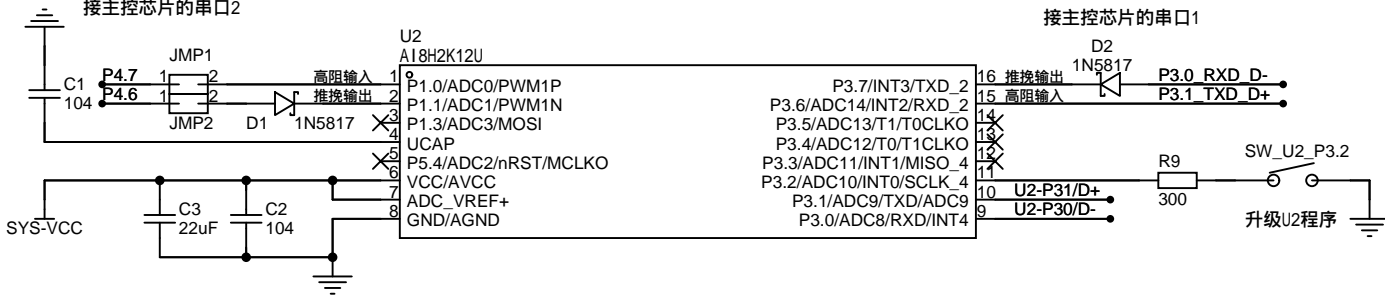 接主控芯片的串口2
接主控芯片的串口1
U2
AI8H2K12U
D2
1N5817
JMP1
C1
104
P4.7
1
2
高阻输入
1
P1.0/ADC0/PWM1P
P3.7/INT3/TXD_2
16
推挽输出
P3.0_RXD_D-
P4.6
1
2
推挽输出
2
P1.1/ADC1/PWM1N
P3.6/ADC14/INT2/RXD_2
15
高阻输入
P3.1_TXD_D+
JMP2
D1
1N5817
3
P1.3/ADC3/MOSI
P3.5/ADC13/T1/T0CLKO
14
4
UCAP
P3.4/ADC12/T0/T1CLKO
13
5
P5.4/ADC2/nRST/MCLKO
P3.3/ADC11/INT1/MISO_4
12
6
VCC/AVCC
P3.2/ADC10/INT0/SCLK_4
11
R9
300
SW_U2_P3.2
7
ADC_VREF+
P3.1/ADC9/TXD/ADC9
10
U2-P31/D+
8
GND/AGND
P3.0/ADC8/RXD/INT4
9
U2-P30/D-
SYS-VCC
C3
22uF
C2
104
升级U2程序